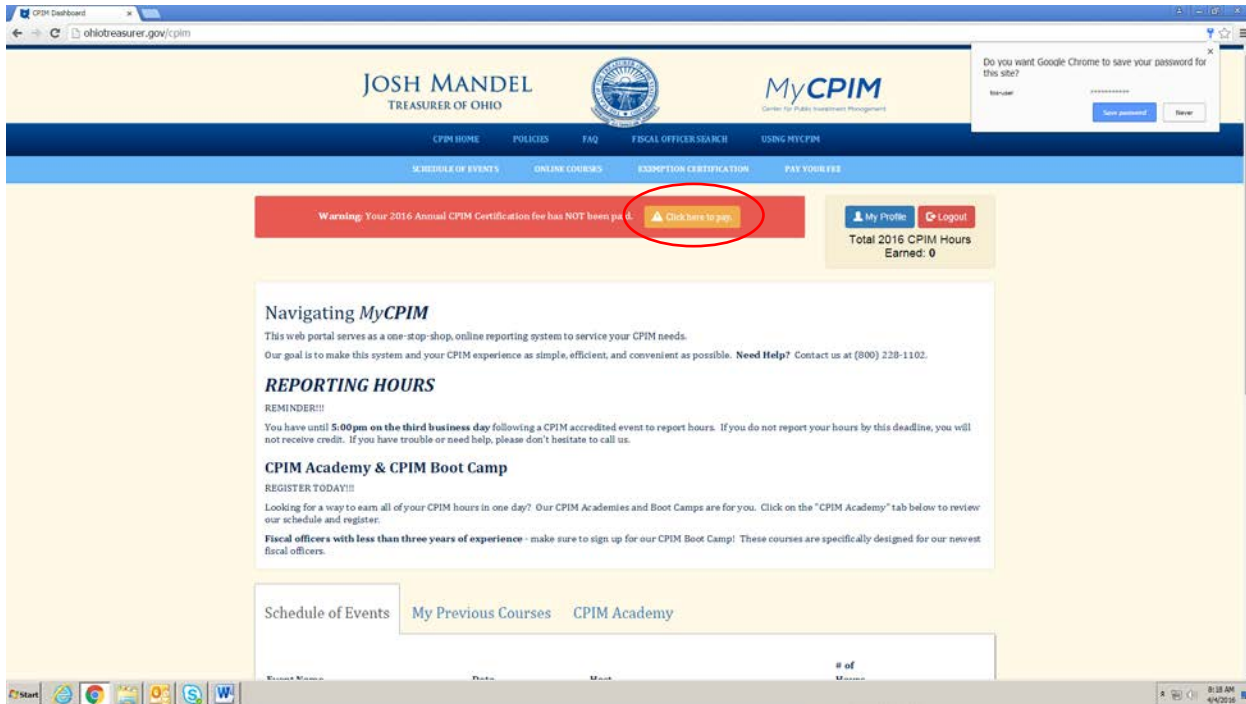 CPIM Dashboard
ohiotreasurer.gov/cpim
Do you want Google Chrome to save your password for
this site?
Save password Never
JOSH MANDEL
TREASURER OF OHIO
MyCPIM
Center for Public Investment Management
CPIM HOME POLICIES FAQ FISCAL OFFICER SEARCH USING MYCPIM
SCHEDULE OF EVENTS ONLINE COURSES EXEMPTION CERTIFICATION PAY YOUR FEE
Warning: Your 2016 Annual CPIM Certification fee has NOT been paid. Click here to pay.
My Profile Logout
Total 2016 CPIM Hours
Earned: 0
Navigating MyCPIM
This web portal serves as a one-stop-shop, online reporting system to service your CPIM needs.
Our goal is to make this system and your CPIM experience as simple, efficient, and convenient as possible. Need Help? Contact us at (800) 228-1102.
REPORTING HOURS
REMINDER!!!
You have until 5:00pm on the third business day following a CPIM accredited event to report hours. If you do not report your hours by this deadline, you will
not receive credit. If you have trouble or need help, please don't hesitate to call us.
CPIM Academy & CPIM Boot Camp
REGISTER TODAY!!!
Looking for a way to earn all of your CPIM hours in one day? Our CPIM Academies and Boot Camps are for you. Click on the "CPIM Academy" tab below to review
our schedule and register.
Fiscal officers with less than three years of experience - make sure to sign up for our CPIM Boot Camp! These courses are specifically designed for our newest
fiscal officers.
Schedule of Events My Previous Courses CPIM Academy
# of
Event Name Date Host Hours
Start
8:18 AM
4/4/2016